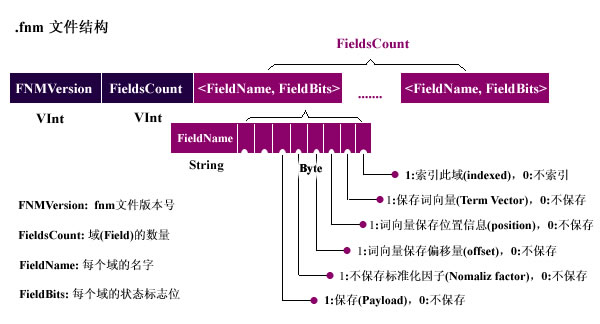 .fnm 文件结构
FieldsCount
FNMVersion FieldsCount <FieldName, FieldBits> ....... <FieldName, FieldBits>
VInt VInt
FieldName
String Byte
1:索引此域(indexed)，0:不索引
1:保存词向量(Term Vector)，0:不保存
FNMVersion: fnm文件版本号
1:词向量保存位置信息(position)，0:不保存
FieldsCount: 域(Field)的数量
1:词向量保存偏移量(offset)，0:不保存
FieldName: 每个域的名字
1:不保存标准化因子(Nomaliz factor)，0:不保存
FieldBits: 每个域的状态标志位
1:保存(Payload)，0:不保存